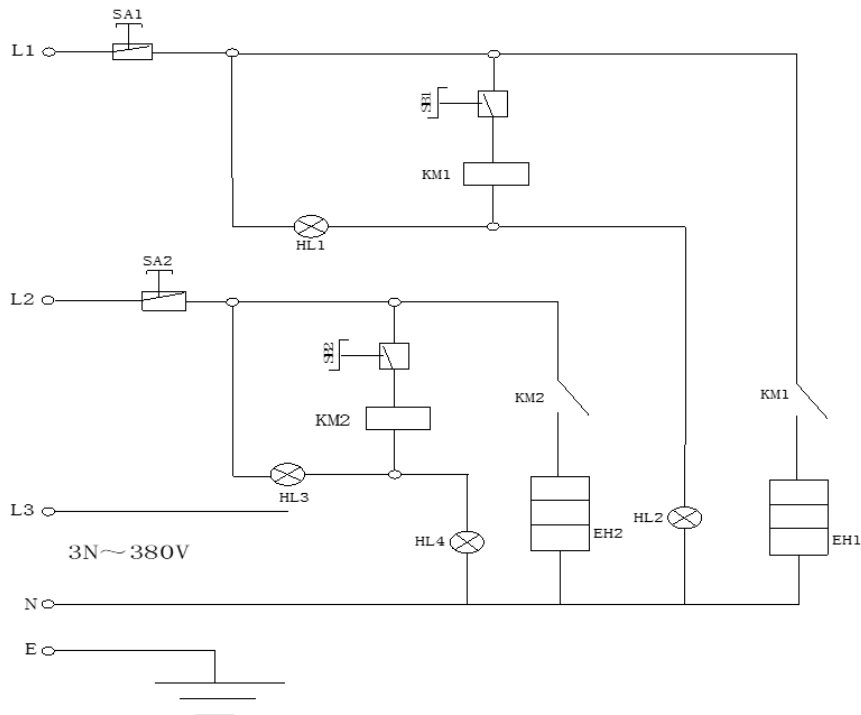 SA1
L1
SB1
KM1
HL1
SA2
L2
SB2
KM2
KM2
KM1
HL3
L3
HL4
EH2
HL2
EH1
3N～380V
N
E